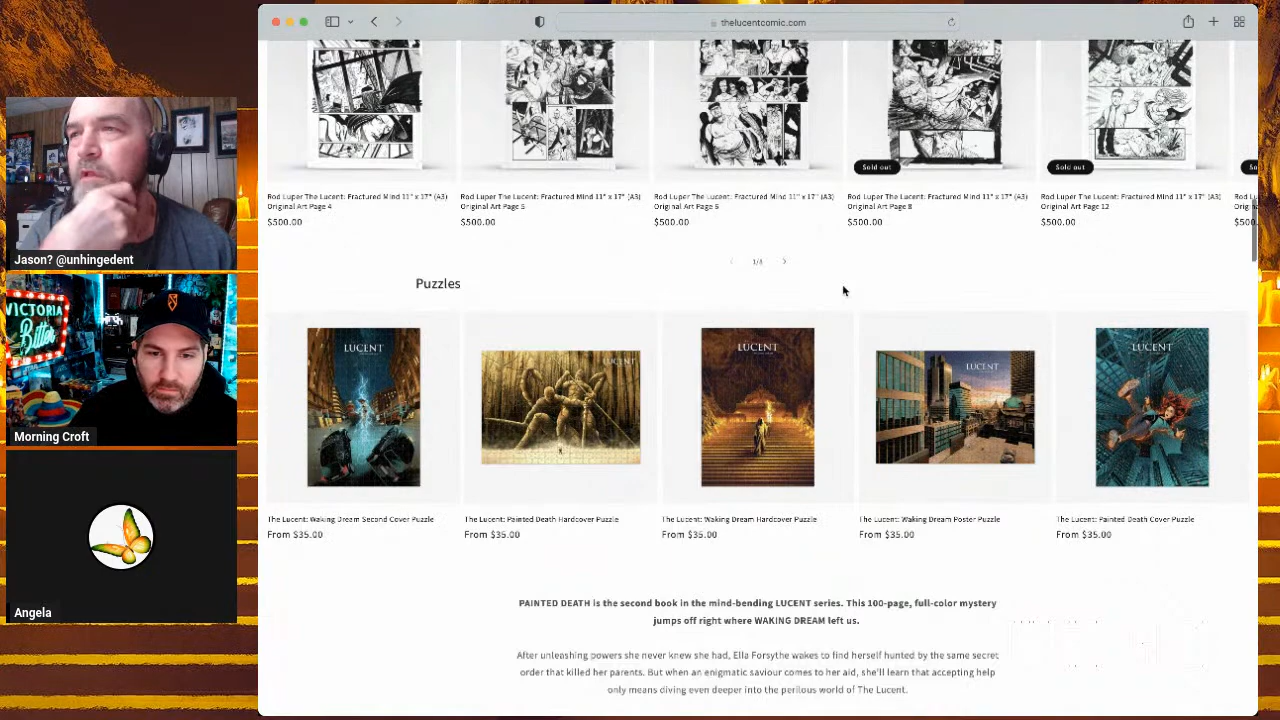 thelucentcomic.com
Sold out
Sold out
So
Rod Luper The Lucent: Fractured Mind 11" x 17" (A3)
Original Art Page 4
$500.00
Rod Luper The Lucent: Fractured Mind 11" x 17" (A3)
Original Art Page 5
$500.00
Rod Luper The Lucent: Fractured Mind 11" x 17" (A3)
Original Art Page 6
$500.00
Rod Luper The Lucent: Fractured Mind 11" x 17" (A3)
Original Art Page 8
$500.00
Rod Luper The Lucent: Fractured Mind 11" x 17" (A3)
Original Art Page 12
$500.00
Rod L
Origin
$500.
Puzzles
LUCENT
LUCENT
LUCENT
LUCENT
LUCENT
The Lucent: Waking Dream Second Cover Puzzle
From $35.00
The Lucent: Painted Death Hardcover Puzzle
From $35.00
The Lucent: Waking Dream Hardcover Puzzle
From $35.00
The Lucent: Waking Dream Poster Puzzle
From $35.00
The Lucent: Painted Death Cover Puzzle
From $35.00
PAINTED DEATH is the second book in the mind-bending LUCENT series. This 100-page, full-color mystery
jumps off right where WAKING DREAM left us.
After unleashing powers she never knew she had, Ella Forsythe wakes to find herself hunted by the same secret
order that killed her parents. But when an enigmatic saviour comes to her aid, she'll learn that accepting help
only means diving even deeper into the perilous world of The Lucent.
Jason? @unhingedent
VICTORIA
Bitter
Morning Croft
Angela